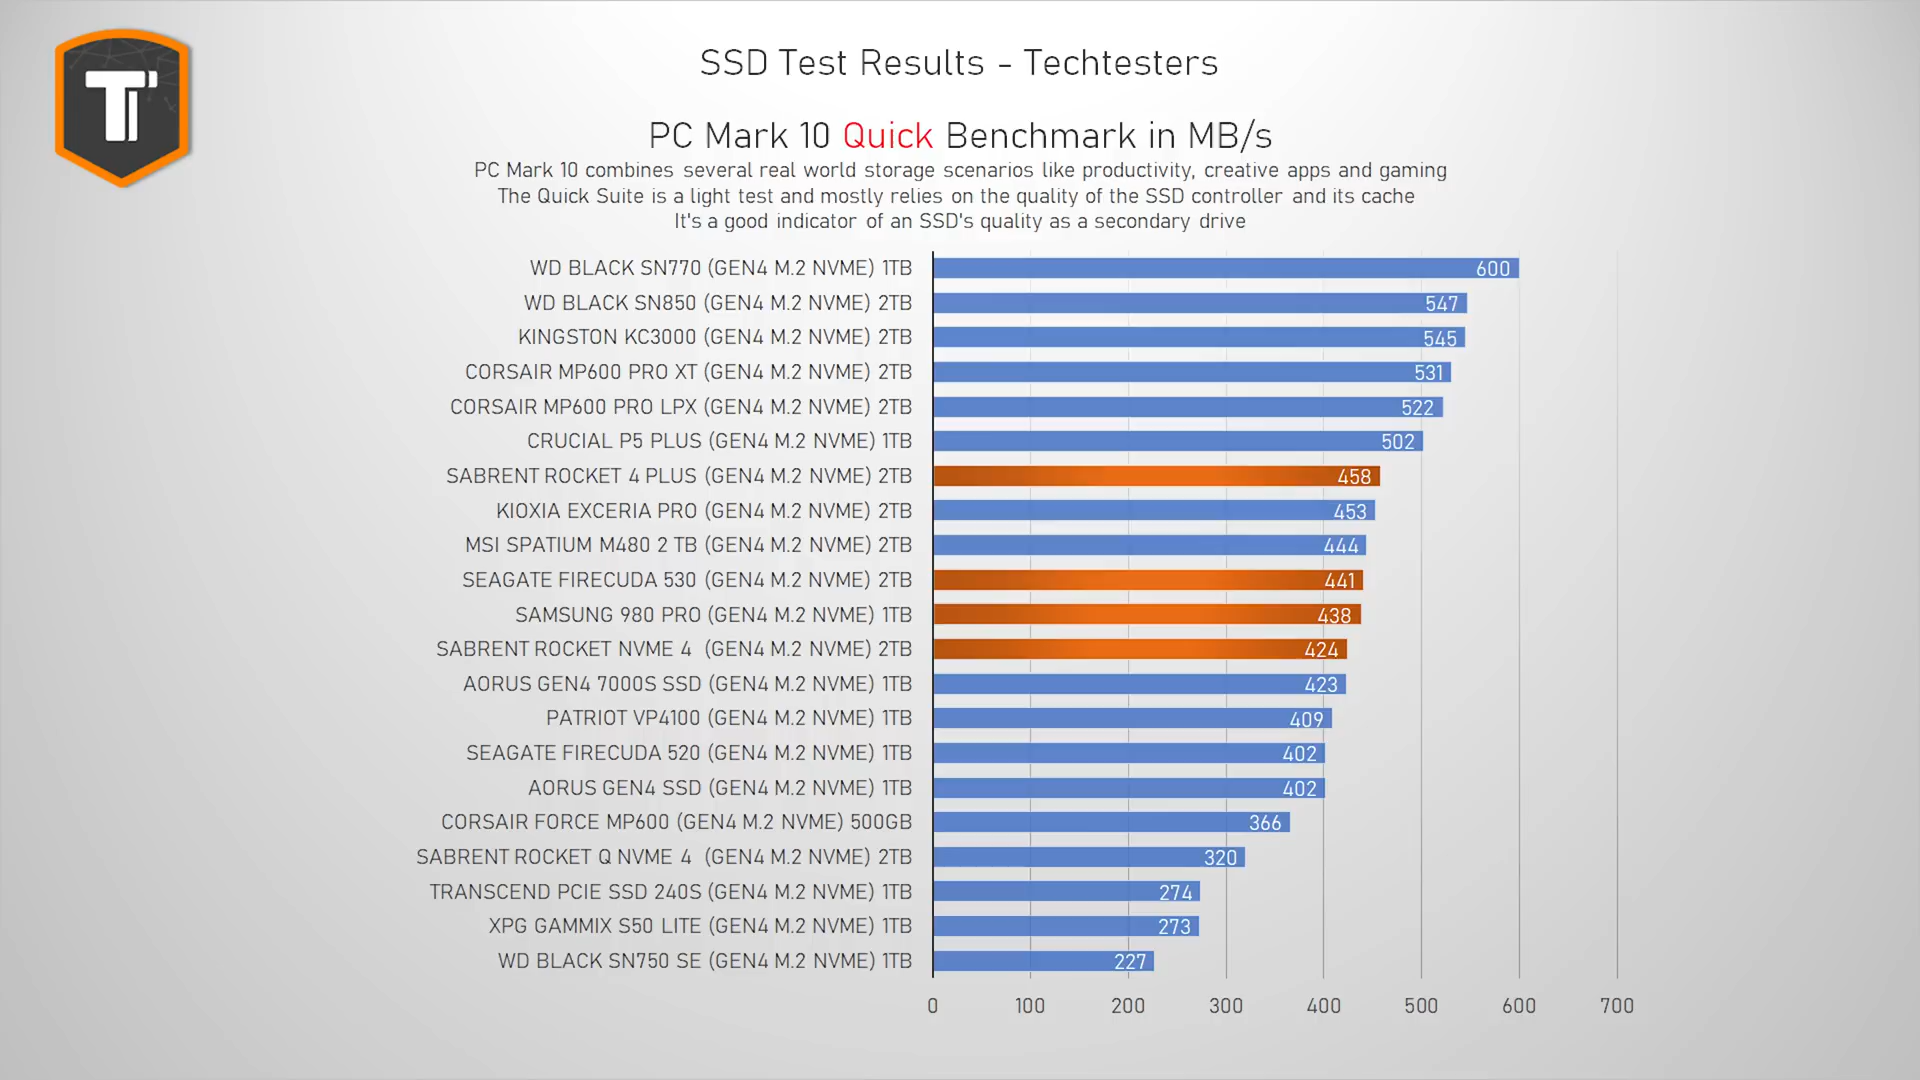 T
SSD Test Results - Techtesters
PC Mark 10 Quick Benchmark in MB/s
PC Mark 10 combines several real world storage scenarios like productivity, creative apps and gaming
The Quick Suite is a light test and mostly relies on the quality of the SSD controller and its cache
It's a good indicator of an SSD's quality as a secondary drive
WD BLACK SN770 (GEN4 M.2 NVME) 1TB 600
WD BLACK SN850 (GEN4 M.2 NVME) 2TB 547
KINGSTON KC3000 (GEN4 M.2 NVME) 2TB 545
CORSAIR MP600 PRO XT (GEN4 M.2 NVME) 2TB 531
CORSAIR MP600 PRO LPX (GEN4 M.2 NVME) 2TB 522
CRUCIAL P5 PLUS (GEN4 M.2 NVME) 1TB 502
SABRENT ROCKET 4 PLUS (GEN4 M.2 NVME) 2TB 458
KIOXIA EXCERIA PRO (GEN4 M.2 NVME) 2TB 453
MSI SPATIUM M480 2 TB (GEN4 M.2 NVME) 2TB 444
SEAGATE FIRECUDA 530 (GEN4 M.2 NVME) 2TB 441
SAMSUNG 980 PRO (GEN4 M.2 NVME) 1TB 438
SABRENT ROCKET NVME 4 (GEN4 M.2 NVME) 2TB 424
AORUS GEN4 7000S SSD (GEN4 M.2 NVME) 1TB 423
PATRIOT VP4100 (GEN4 M.2 NVME) 1TB 409
SEAGATE FIRECUDA 520 (GEN4 M.2 NVME) 1TB 402
AORUS GEN4 SSD (GEN4 M.2 NVME) 1TB 402
CORSAIR FORCE MP600 (GEN4 M.2 NVME) 500GB 366
SABRENT ROCKET Q NVME 4 (GEN4 M.2 NVME) 2TB 320
TRANSCEND PCIE SSD 240S (GEN4 M.2 NVME) 1TB 274
XPG GAMMIX S50 LITE (GEN4 M.2 NVME) 1TB 273
WD BLACK SN750 SE (GEN4 M.2 NVME) 1TB 227
0 100 200 300 400 500 600 700